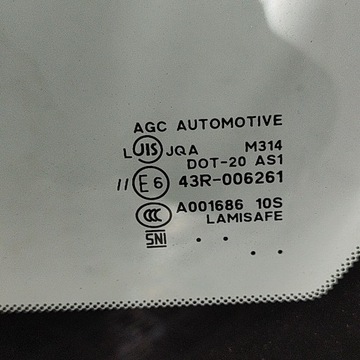 AGC AUTOMOTIVE
L JIS JQA M314
DOT-20 AS1
// E6 43R-006261
CCC A001686 10S
LAMISAFE
SNI